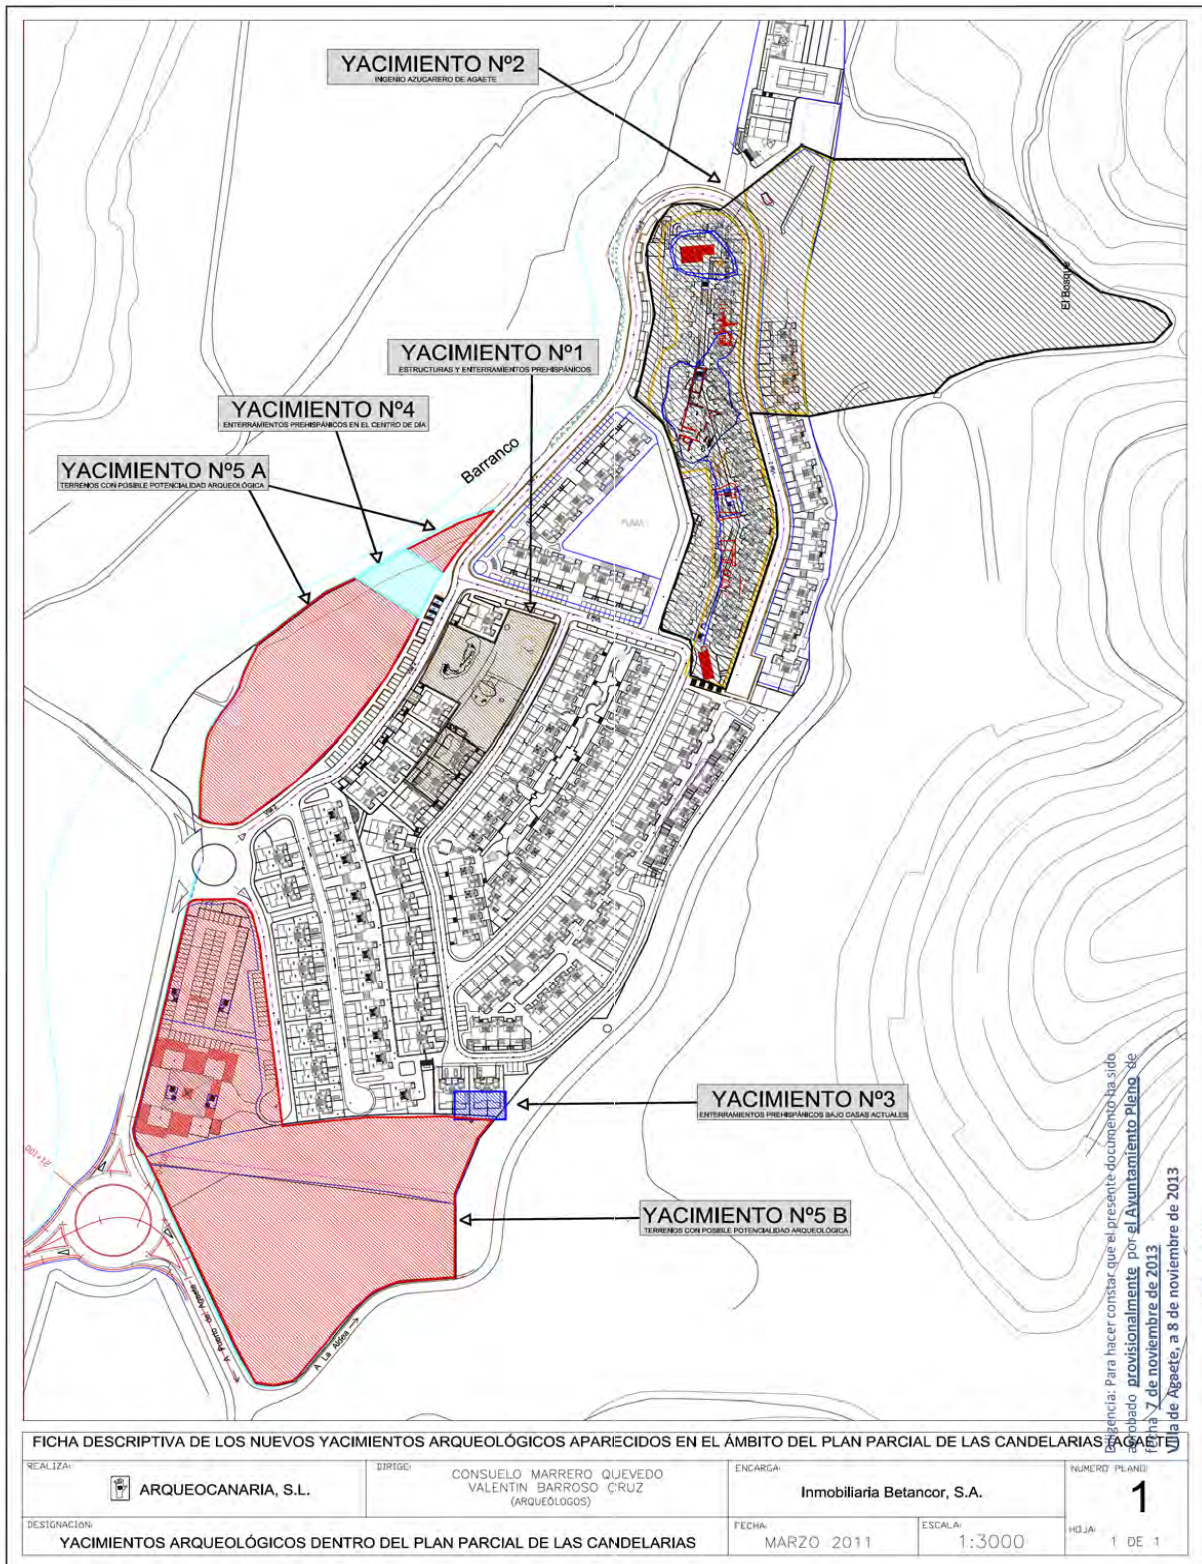 YACIMIENTO Nº2
INGENIO AZUCARERO DE AGAETE
YACIMIENTO Nº1
ESTRUCTURAS Y ENTERRAMIENTOS PREHISPÁNICOS
YACIMIENTO Nº4
ENTERRAMIENTOS PREHISPÁNICOS EN EL CENTRO DE DÍA
YACIMIENTO Nº5 A
TERRENOS CON POSIBLE POTENCIALIDAD ARQUEOLÓGICA
Barranco
El Bosque
YACIMIENTO Nº3
ENTERRAMIENTOS PREHISPÁNICOS BAJO CASAS ACTUALES
YACIMIENTO Nº5 B
TERRENOS CON POSIBLE POTENCIALIDAD ARQUEOLÓGICA
A Puerto de Agaete
A La Aldea
Diligencia: Para hacer constar que el presente documento ha sido
aprobado provisionalmente por el Ayuntamiento Pleno de
fecha 7 de noviembre de 2013
Villa de Agaete, a 8 de noviembre de 2013
FICHA DESCRIPTIVA DE LOS NUEVOS YACIMIENTOS ARQUEOLÓGICOS APARECIDOS EN EL ÁMBITO DEL PLAN PARCIAL DE LAS CANDELARIAS (AGAETE)
REALIZA:
ARQUEOCANARIA, S.L.
DIRIGE:
CONSUELO MARRERO QUEVEDO
VALENTIN BARROSO CRUZ
(ARQUEÓLOGOS)
ENCARGA:
Inmobiliaria Betancor, S.A.
NUMERO PLANO:
1
DESIGNACIÓN:
YACIMIENTOS ARQUEOLÓGICOS DENTRO DEL PLAN PARCIAL DE LAS CANDELARIAS
FECHA:
MARZO 2011
ESCALA:
1:3000
HOJA:
1 DE 1